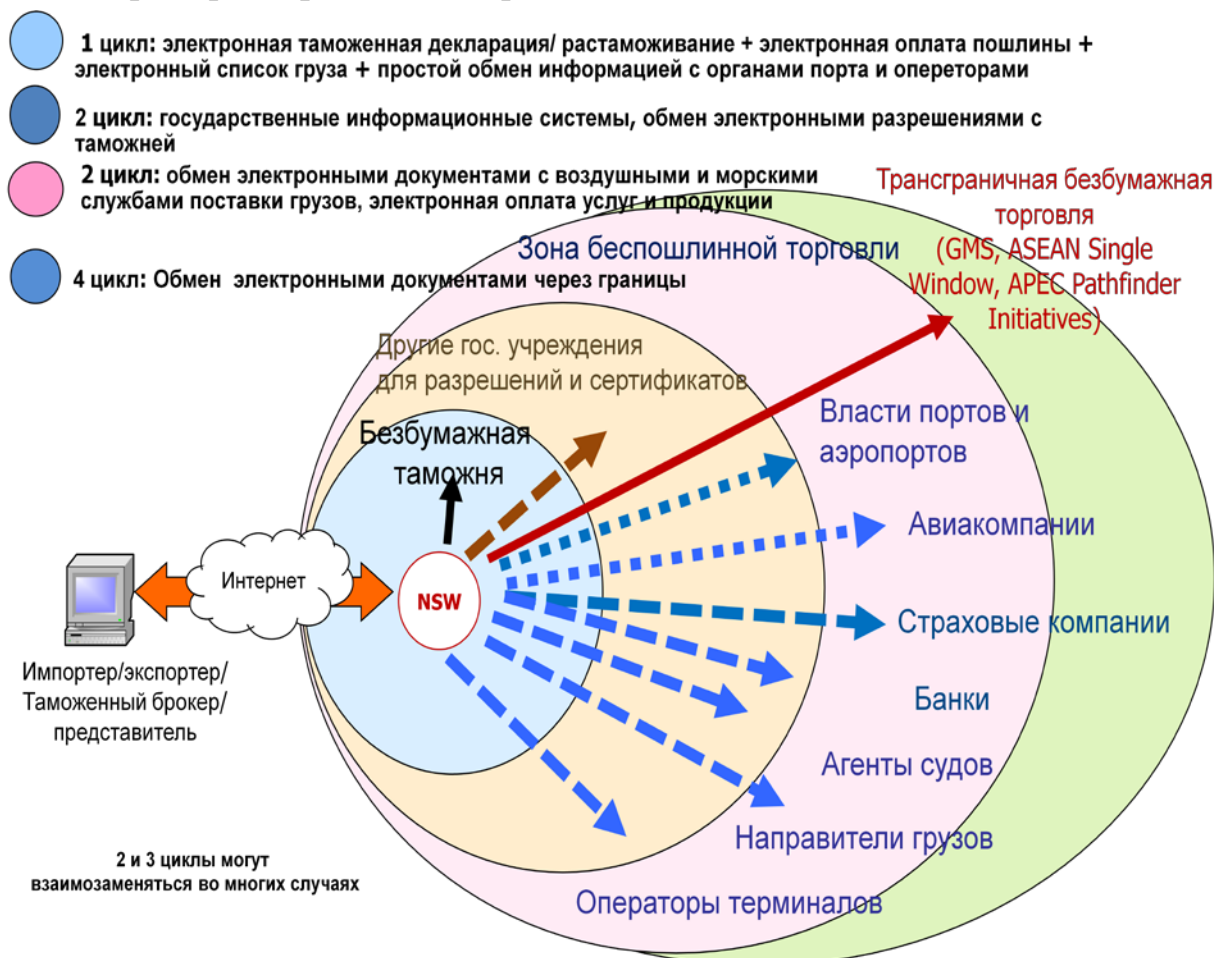 1 цикл: электронная таможенная декларация/ растаможивание + электронная оплата пошлины +
электронный список груза + простой обмен информацией с органами порта и опереторами
2 цикл: государственные информационные системы, обмен электронными разрешениями с
таможней
2 цикл: обмен электронными документами с воздушными и морскими
службами поставки грузов, электронная оплата услуг и продукции
4 цикл: Обмен электронными документами через границы
Трансграничная безбумажная
торговля
(GMS, ASEAN Single
Window, APEC Pathfinder
Initiatives)
Зона беспошлинной торговли
Другие гос. учреждения
для разрешений и сертификатов
Безбумажная
таможня
Власти портов и
аэропортов
Авиакомпании
Страховые компании
Банки
Агенты судов
Направители грузов
Операторы терминалов
Интернет
NSW
Импортер/экспортер/
Таможенный брокер/
представитель
2 и 3 циклы могут
взаимозаменяться во многих случаях